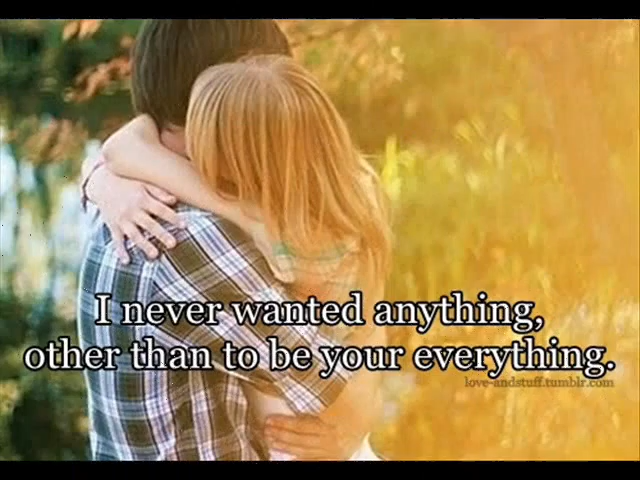 I never wanted anything,
other than to be your everything.
love-andstuff.tumblr.com